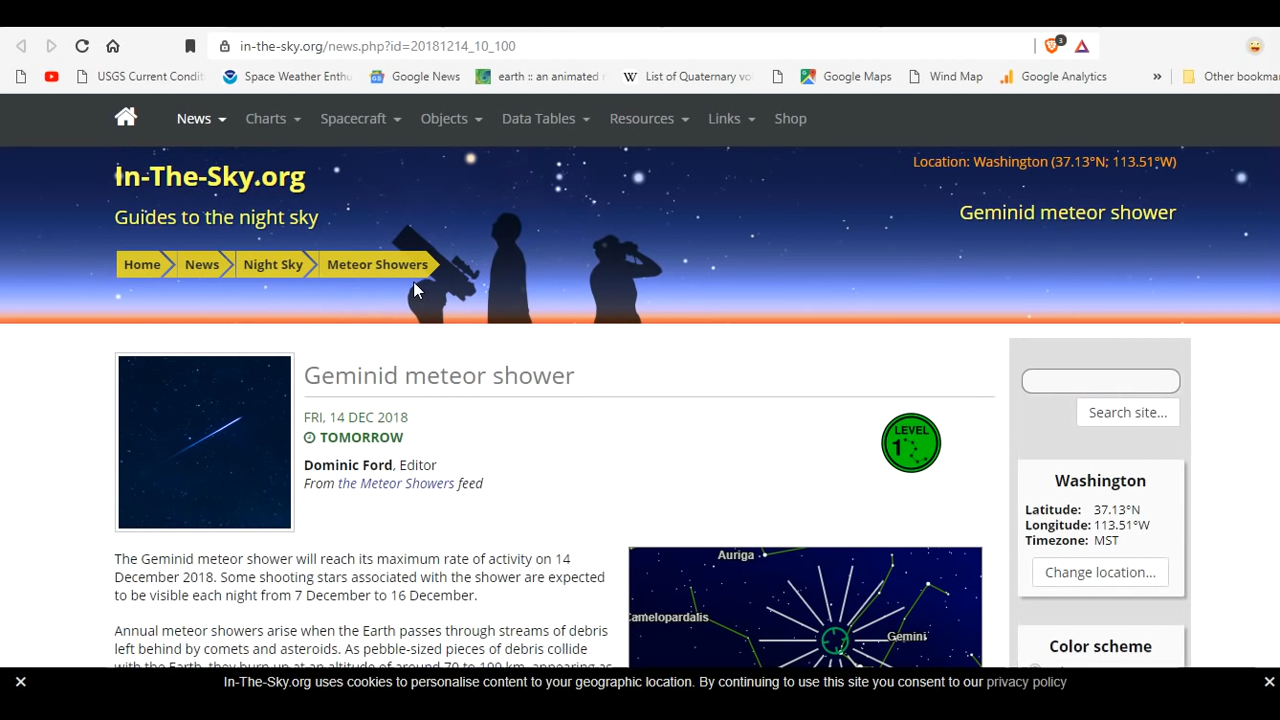 in-the-sky.org/news.php?id=20181214_10_100
3
USGS Current Condit
Space Weather Enthu
Google News
earth :: an animated
List of Quaternary vo
Google Maps
Wind Map
Google Analytics
»
Other bookma
News
Charts
Spacecraft
Objects
Data Tables
Resources
Links
Shop
In-The-Sky.org
Guides to the night sky
Location: Washington (37.13°N; 113.51°W)
Geminid meteor shower
Home
News
Night Sky
Meteor Showers
Geminid meteor shower
FRI, 14 DEC 2018
TOMORROW
Dominic Ford, Editor
From the Meteor Showers feed
LEVEL
1
The Geminid meteor shower will reach its maximum rate of activity on 14
December 2018. Some shooting stars associated with the shower are expected
to be visible each night from 7 December to 16 December.
Annual meteor showers arise when the Earth passes through streams of debris
left behind by comets and asteroids. As pebble-sized pieces of debris collide
with the Earth, they burn up at an altitude of around 70 to 100 km, appearing as
Auriga
Camelopardalis
Gemini
Search site...
Washington
Latitude: 37.13°N
Longitude: 113.51°W
Timezone: MST
Change location...
Color scheme
In-The-Sky.org uses cookies to personalise content to your geographic location. By continuing to use this site you consent to our privacy policy